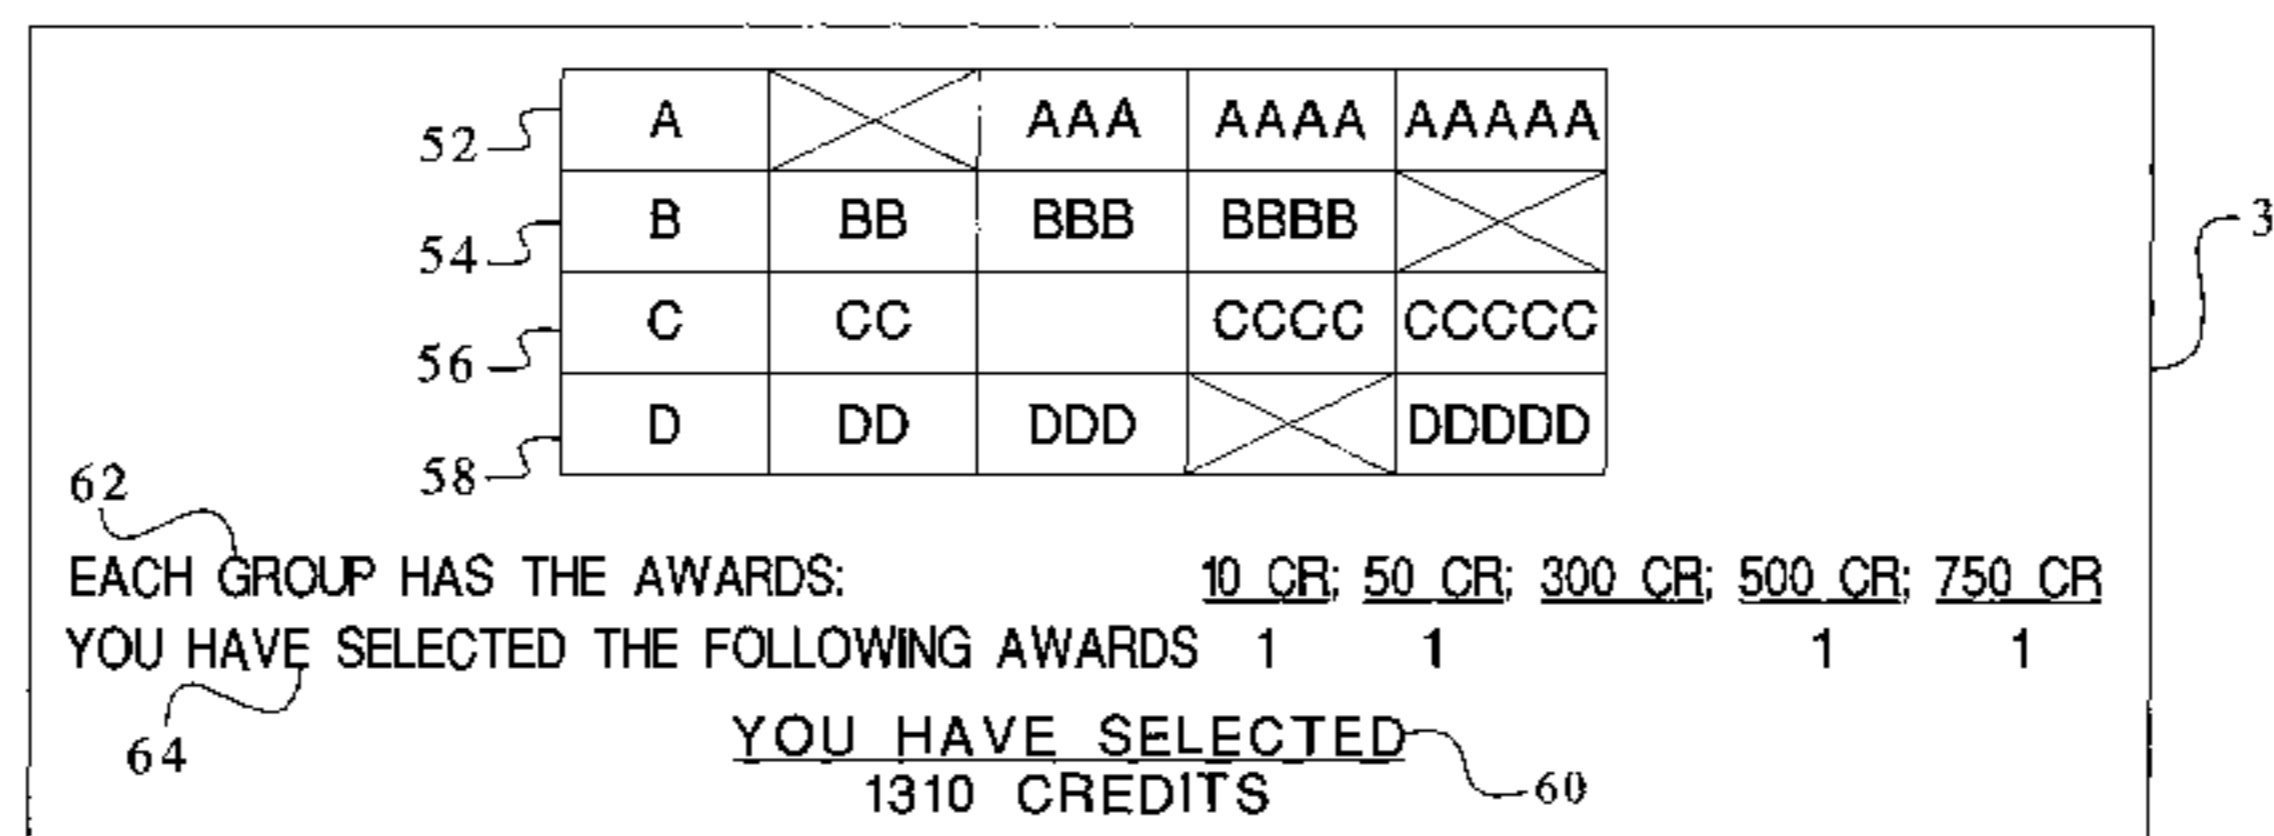 52 A AAA AAAA AAAAA
54 B BB BBB BBBB
3
56 C CC CCCC CCCCC
58 D DD DDD DDDDD
62
EACH GROUP HAS THE AWARDS: 10 CR; 50 CR; 300 CR; 500 CR; 750 CR
YOU HAVE SELECTED THE FOLLOWING AWARDS 1 1 1 1
64
YOU HAVE SELECTED
60
1310 CREDITS